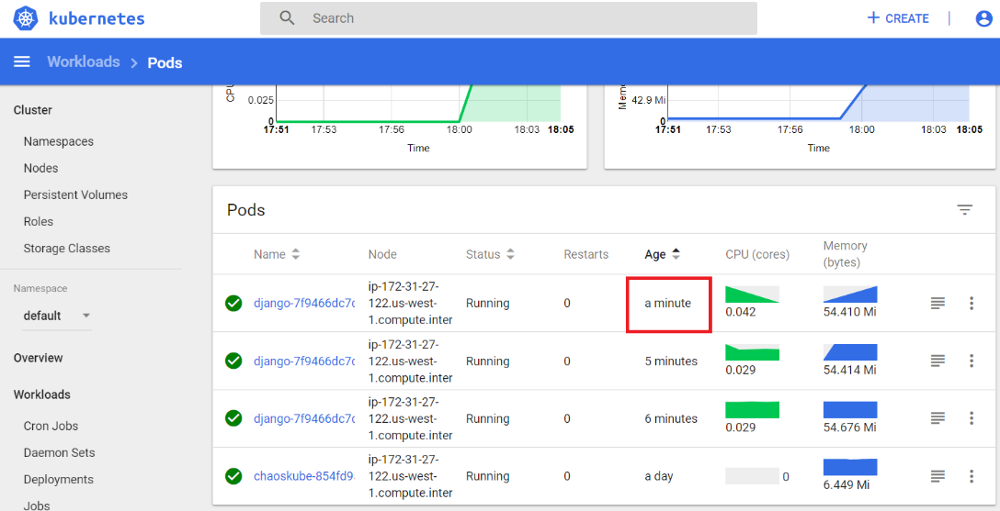 kubernetes
Search
+ CREATE
Workloads > Pods
Cluster
Namespaces
Nodes
Persistent Volumes
Roles
Storage Classes
Namespace
default
Overview
Workloads
Cron Jobs
Daemon Sets
Deployments
Jobs
CPU
0.025
0
17:51 17:53 17:56 18:00 18:03 18:05
Time
42.9 Mi
0
17:51 17:53 17:56 18:00 18:03 18:05
Time
Pods
Name Node Status Restarts Age CPU (cores) Memory
(bytes)
ip-172-31-27-
django-7f9466dc7c 122.us-west- Running 0 a minute
1.compute.inter 0.042 54.410 Mi
ip-172-31-27-
django-7f9466dc7c 122.us-west- Running 0 5 minutes
1.compute.inter 0.029 54.414 Mi
ip-172-31-27-
django-7f9466dc7c 122.us-west- Running 0 6 minutes
1.compute.inter 0.029 54.676 Mi
ip-172-31-27-
chaoskube-854fd9 122.us-west- Running 0 a day 0
1.compute.inter 6.449 Mi